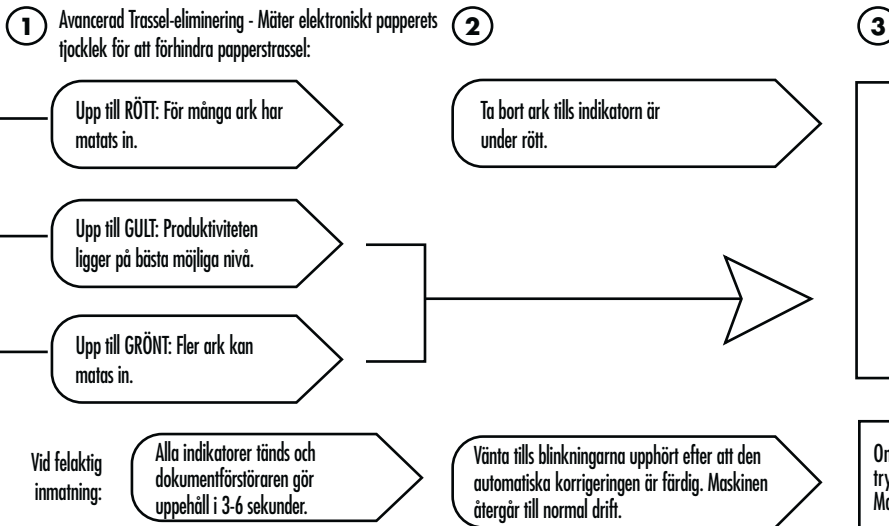 1
Avancerad Trassel-eliminering - Mäter elektroniskt papperets
tjocklek för att förhindra papperstrassel:
2
3
Upp till RÖTT: För många ark har
matats in.
Ta bort ark tills indikatorn är
under rött.
Upp till GULT: Produktiviteten
ligger på bästa möjliga nivå.
Upp till GRÖNT: Fler ark kan
matas in.
Vid felaktig
inmatning:
Alla indikatorer tänds och
dokumentförstöraren gör
uppehåll i 3-6 sekunder.
Vänta tills blinkningarna upphört efter att den
automatiska korrigeringen är färdig. Maskinen
återgår till normal drift.